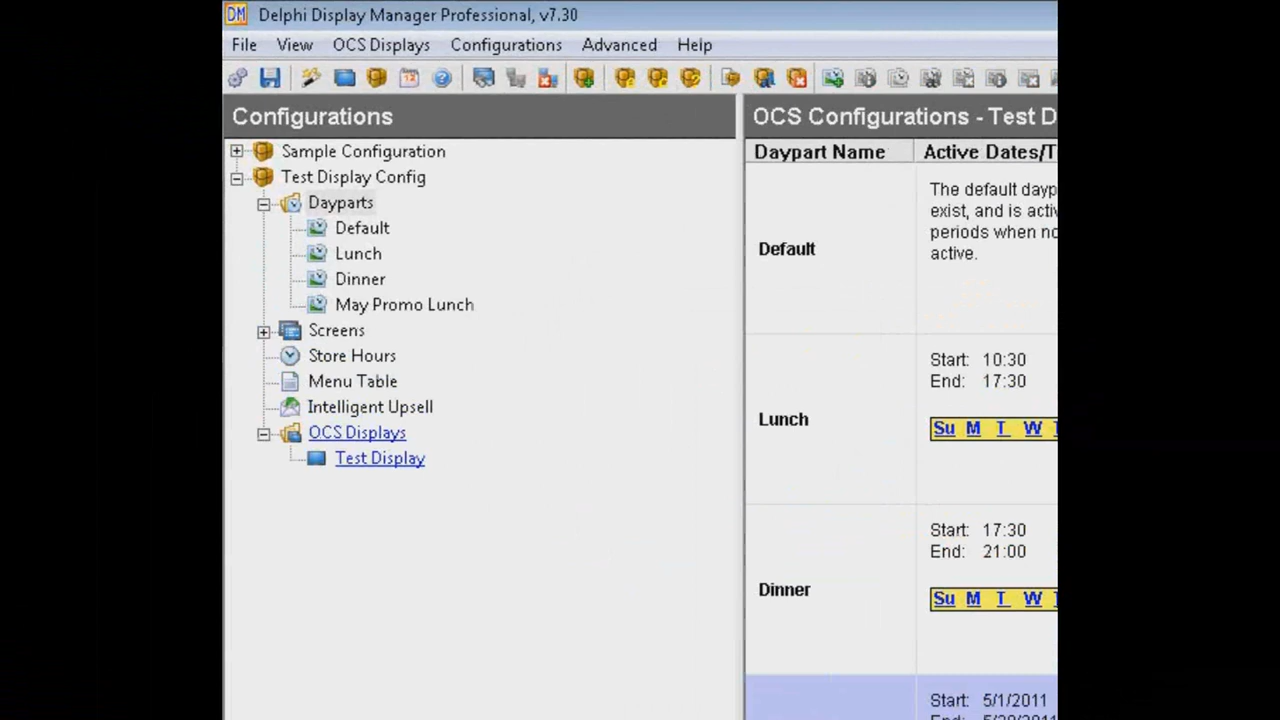 DM Delphi Display Manager Professional, v7.30
File View OCS Displays Configurations Advanced Help
Configurations
Sample Configuration
Test Display Config
Dayparts
Default
Lunch
Dinner
May Promo Lunch
Screens
Store Hours
Menu Table
Intelligent Upsell
OCS Displays
Test Display
OCS Configurations - Test D
Daypart Name Active Dates/T
Default
The default dayp
exist, and is activ
periods when no
active.
Lunch
Start: 10:30
End: 17:30
Su M T W T
Dinner
Start: 17:30
End: 21:00
Su M T W T
Start: 5/1/2011